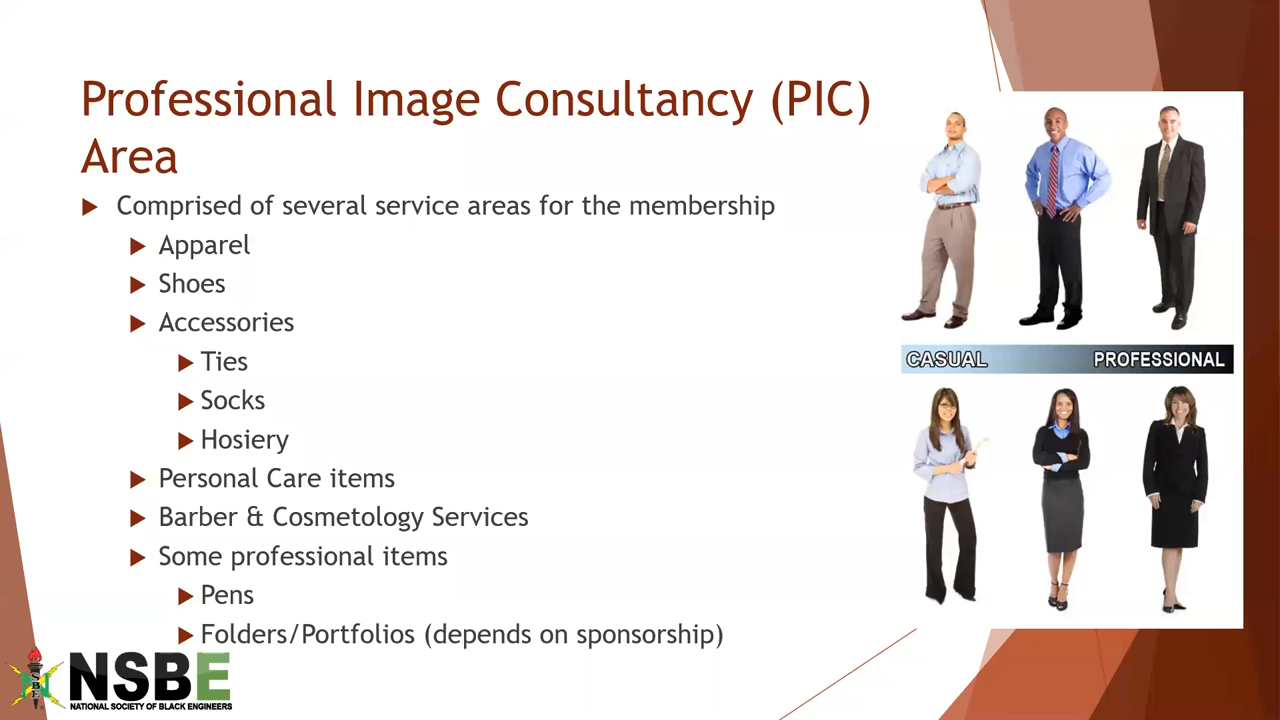 Professional Image Consultancy (PIC)
Area
Comprised of several service areas for the membership
Apparel
Shoes
Accessories
Ties
Socks
Hosiery
Personal Care items
Barber & Cosmetology Services
Some professional items
Pens
Folders/Portfolios (depends on sponsorship)
CASUAL PROFESSIONAL
NSBE
NATIONAL SOCIETY OF BLACK ENGINEERS